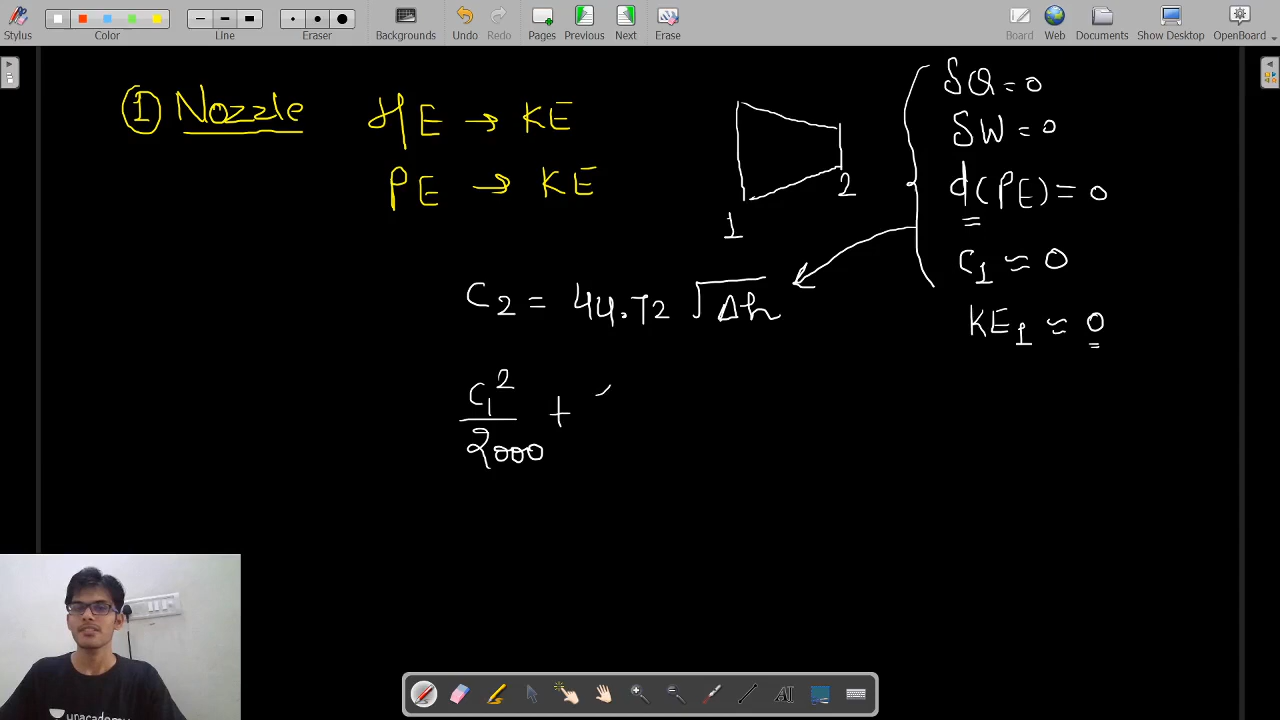 Stylus
Color
Line
Eraser
Backgrounds
Undo
Redo
Pages
Previous
Next
Erase
Board
Web
Documents
Show Desktop
OpenBoard
① Nozzle
HE → KE
PE → KE
1
2
δQ = 0
δW = 0
d(PE) = 0
C₁ ≈ 0
KE₁ ≈ 0
C₂ = 44.72 √Δh
C₁²/2000 +
unacademy